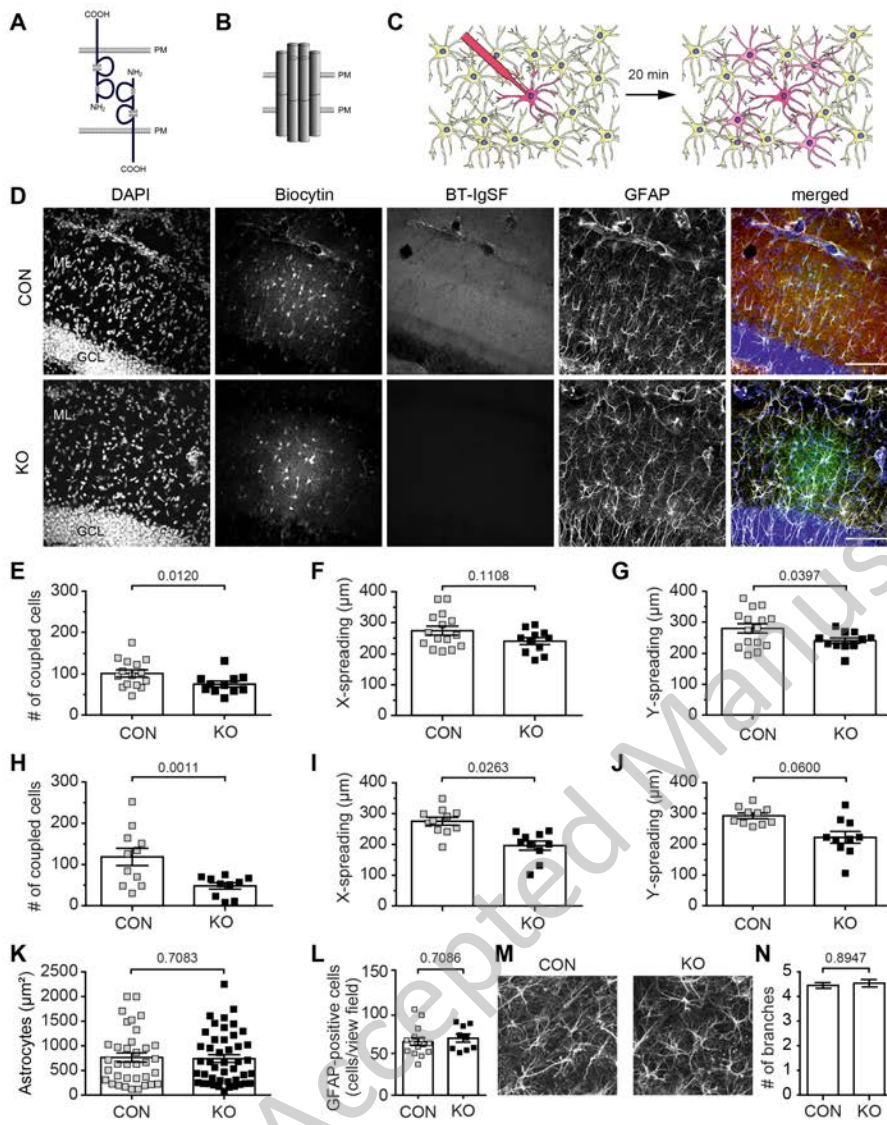 A
COOH
PM
NH2
NH2
PM
COOH
B
PM
PM
C
20 min
D
DAPI
Biocytin
BT-IgSF
GFAP
merged
CON
ML
GCL
KO
ML
GCL
E
# of coupled cells
300
200
100
0
0.0120
CON
KO
F
X-spreading (µm)
400
300
200
100
0
0.1108
CON
KO
G
Y-spreading (µm)
400
300
200
100
0
0.0397
CON
KO
H
# of coupled cells
300
200
100
0
0.0011
CON
KO
I
X-spreading (µm)
400
300
200
100
0
0.0263
CON
KO
J
Y-spreading (µm)
400
300
200
100
0
0.0600
CON
KO
K
Astrocytes (µm²)
2500
2000
1500
1000
500
0
0.7083
CON
KO
L
GFAP-positive cells
(cells/view field)
150
100
50
0
0.7086
CON
KO
M
CON
KO
N
# of branches
5
4
3
2
1
0
0.8947
CON
KO
Accepted Manus